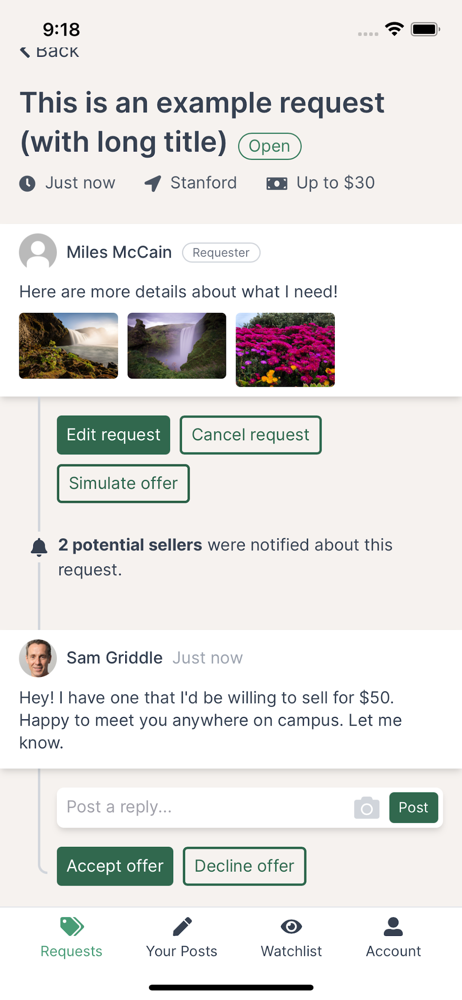 9:18
Back
This is an example request
(with long title) Open
Just now Stanford Up to $30
Miles McCain Requester
Here are more details about what I need!
Edit request Cancel request
Simulate offer
2 potential sellers were notified about this
request.
Sam Griddle Just now
Hey! I have one that I'd be willing to sell for $50.
Happy to meet you anywhere on campus. Let me
know.
Post a reply... Post
Accept offer Decline offer
Requests Your Posts Watchlist Account